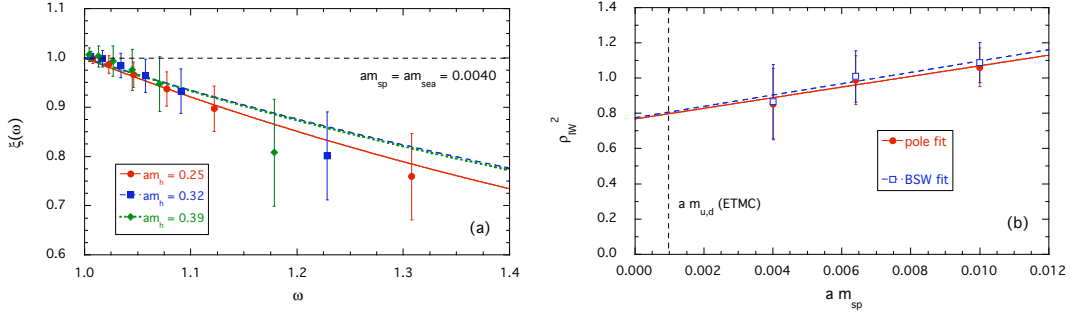 1.1
am_sp = am_sea = 0.0040
1.0
0.9
ξ(ω)
0.8
am_h = 0.25
am_h = 0.32
0.7
am_h = 0.39
(a)
0.6
1.0 1.1 1.2 1.3 1.4
ω
1.4
1.2
1.0
ρ_IW^2
0.8
pole fit
0.6
BSW fit
0.4
a m_u,d (ETMC)
0.2
(b)
0.0
0.000 0.002 0.004 0.006 0.008 0.010 0.012
a m_sp